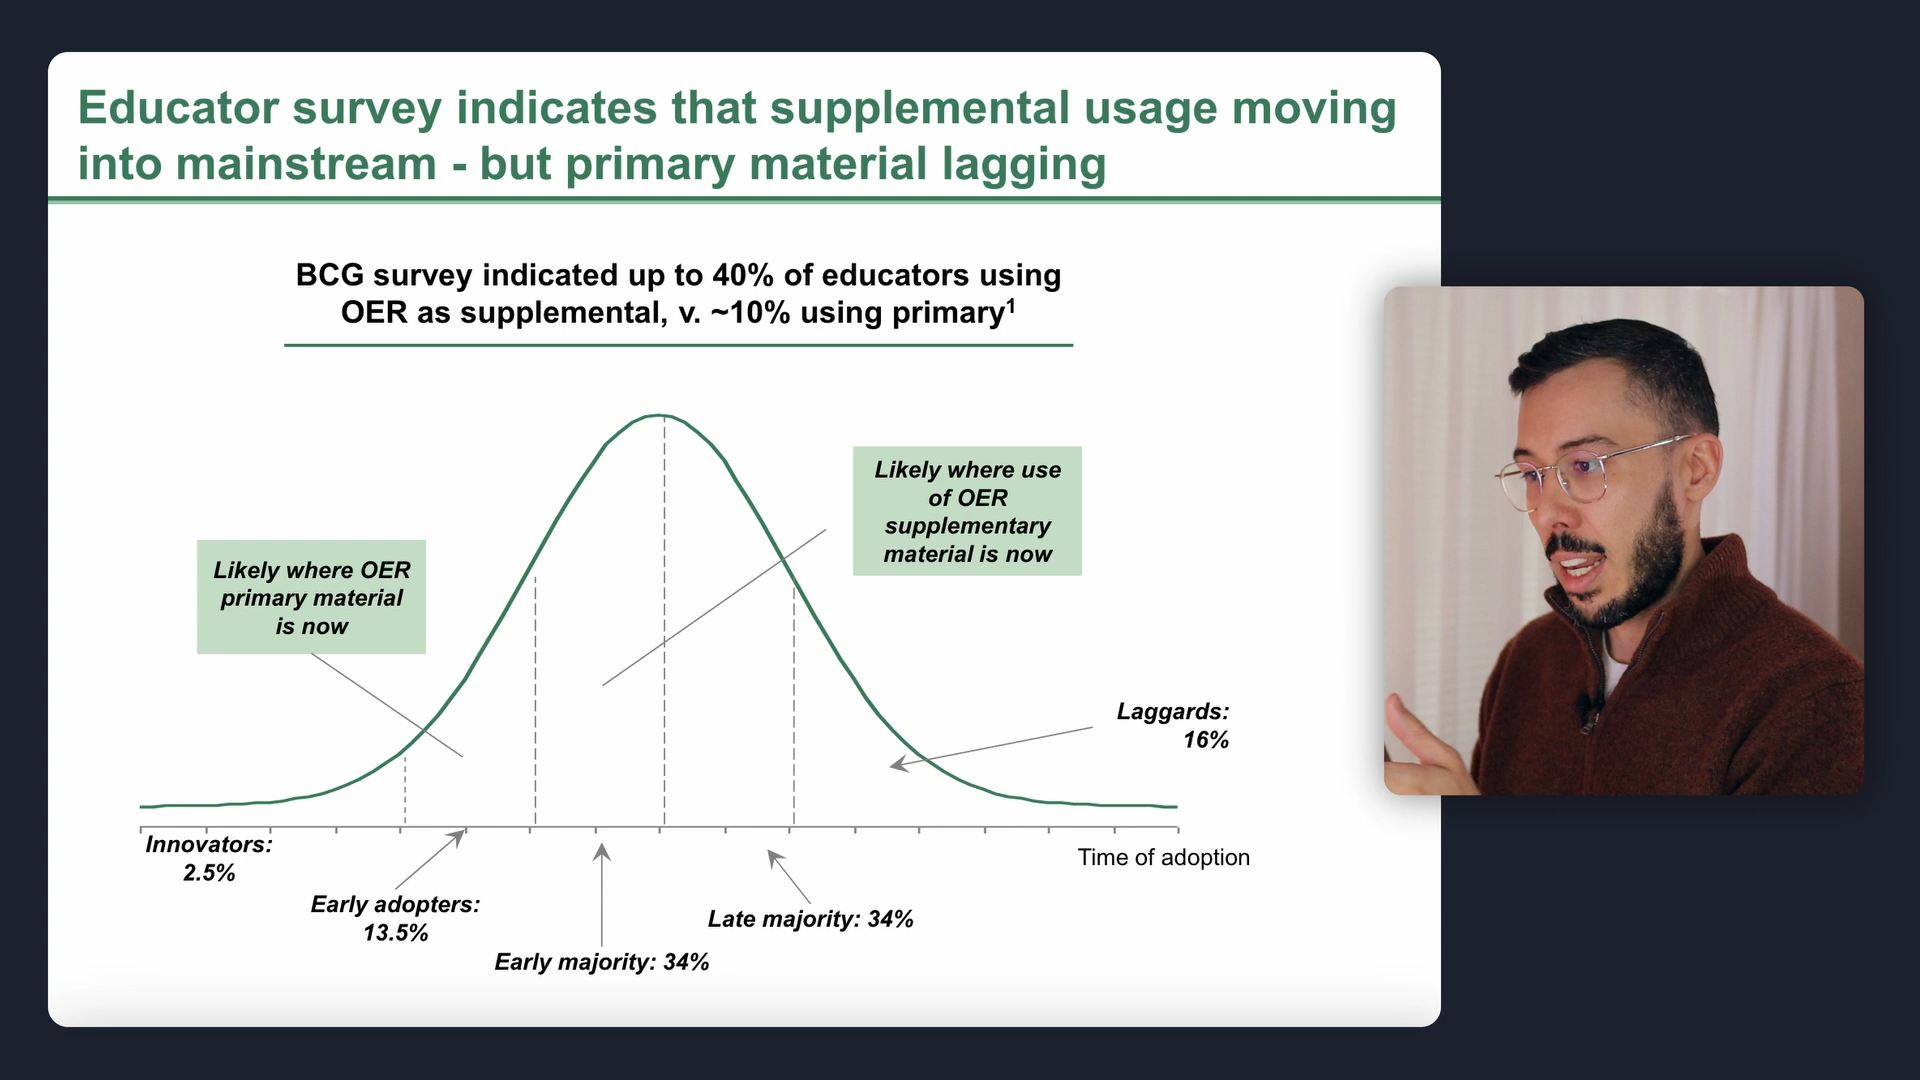 Educator survey indicates that supplemental usage moving
into mainstream - but primary material lagging
BCG survey indicated up to 40% of educators using
OER as supplemental, v. ~10% using primary¹
Likely where use
of OER
supplementary
material is now
Likely where OER
primary material
is now
Laggards:
16%
Innovators:
2.5%
Time of adoption
Early adopters:
13.5%
Late majority: 34%
Early majority: 34%